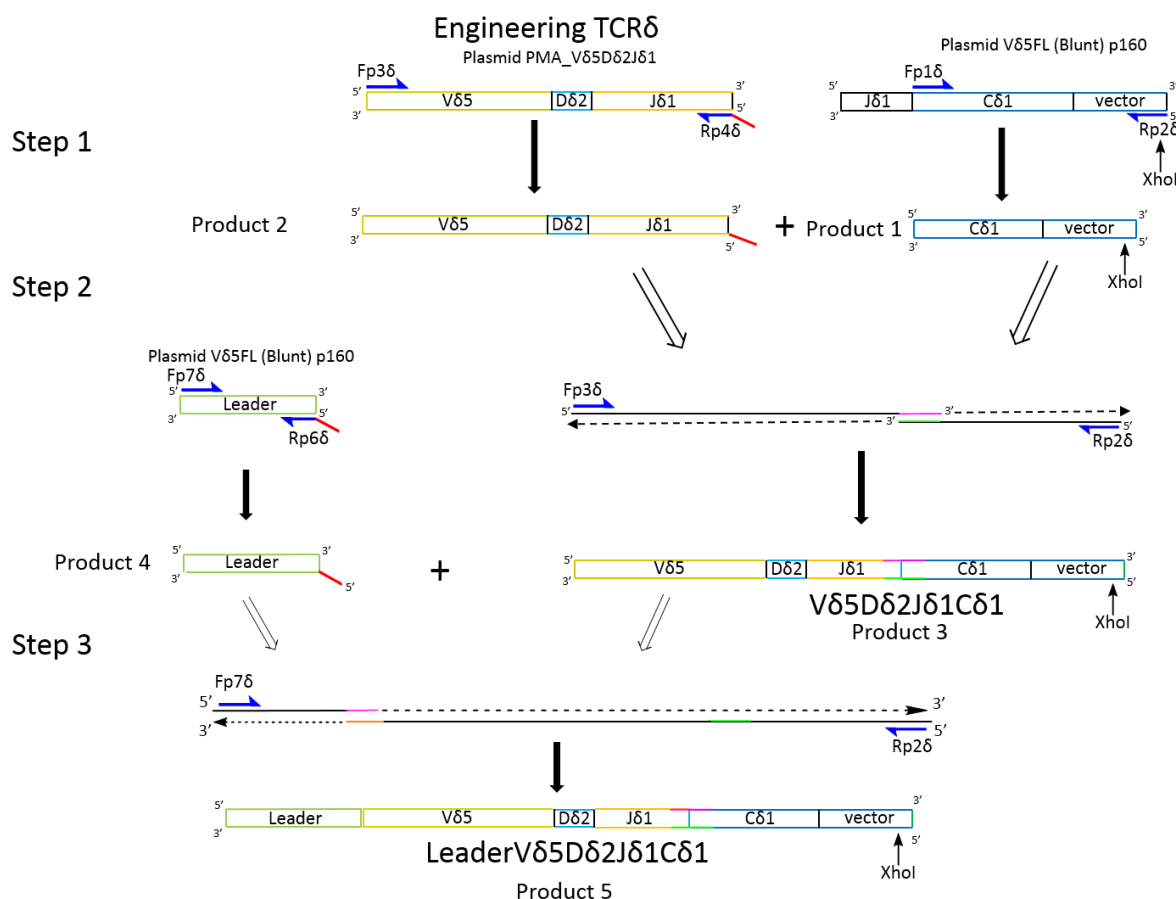 Engineering TCRδ
Plasmid PMA_Vδ5Dδ2Jδ1
Plasmid Vδ5FL (Blunt) p160
Fp3δ
Fp1δ
5’
3’
5’
3’
Vδ5
Dδ2
Jδ1
Jδ1
Cδ1
vector
3’
5’
3’
5’
Rp4δ
Rp2δ
Step 1
XhoI
Product 2
5’
3’
5’
3’
Vδ5
Dδ2
Jδ1
+
Product 1
Cδ1
vector
3’
5’
3’
5’
XhoI
Step 2
Plasmid Vδ5FL (Blunt) p160
Fp7δ
5’
3’
Leader
3’
5’
Rp6δ
Fp3δ
5’
3’
3’
5’
Rp2δ
Product 4
5’
3’
Leader
3’
5’
+
5’
3’
Vδ5
Dδ2
Jδ1
Cδ1
vector
3’
5’
XhoI
Vδ5Dδ2Jδ1Cδ1
Product 3
Step 3
Fp7δ
5’
3’
3’
5’
Rp2δ
5’
3’
Leader
Vδ5
Dδ2
Jδ1
Cδ1
vector
3’
5’
XhoI
LeaderVδ5Dδ2Jδ1Cδ1
Product 5